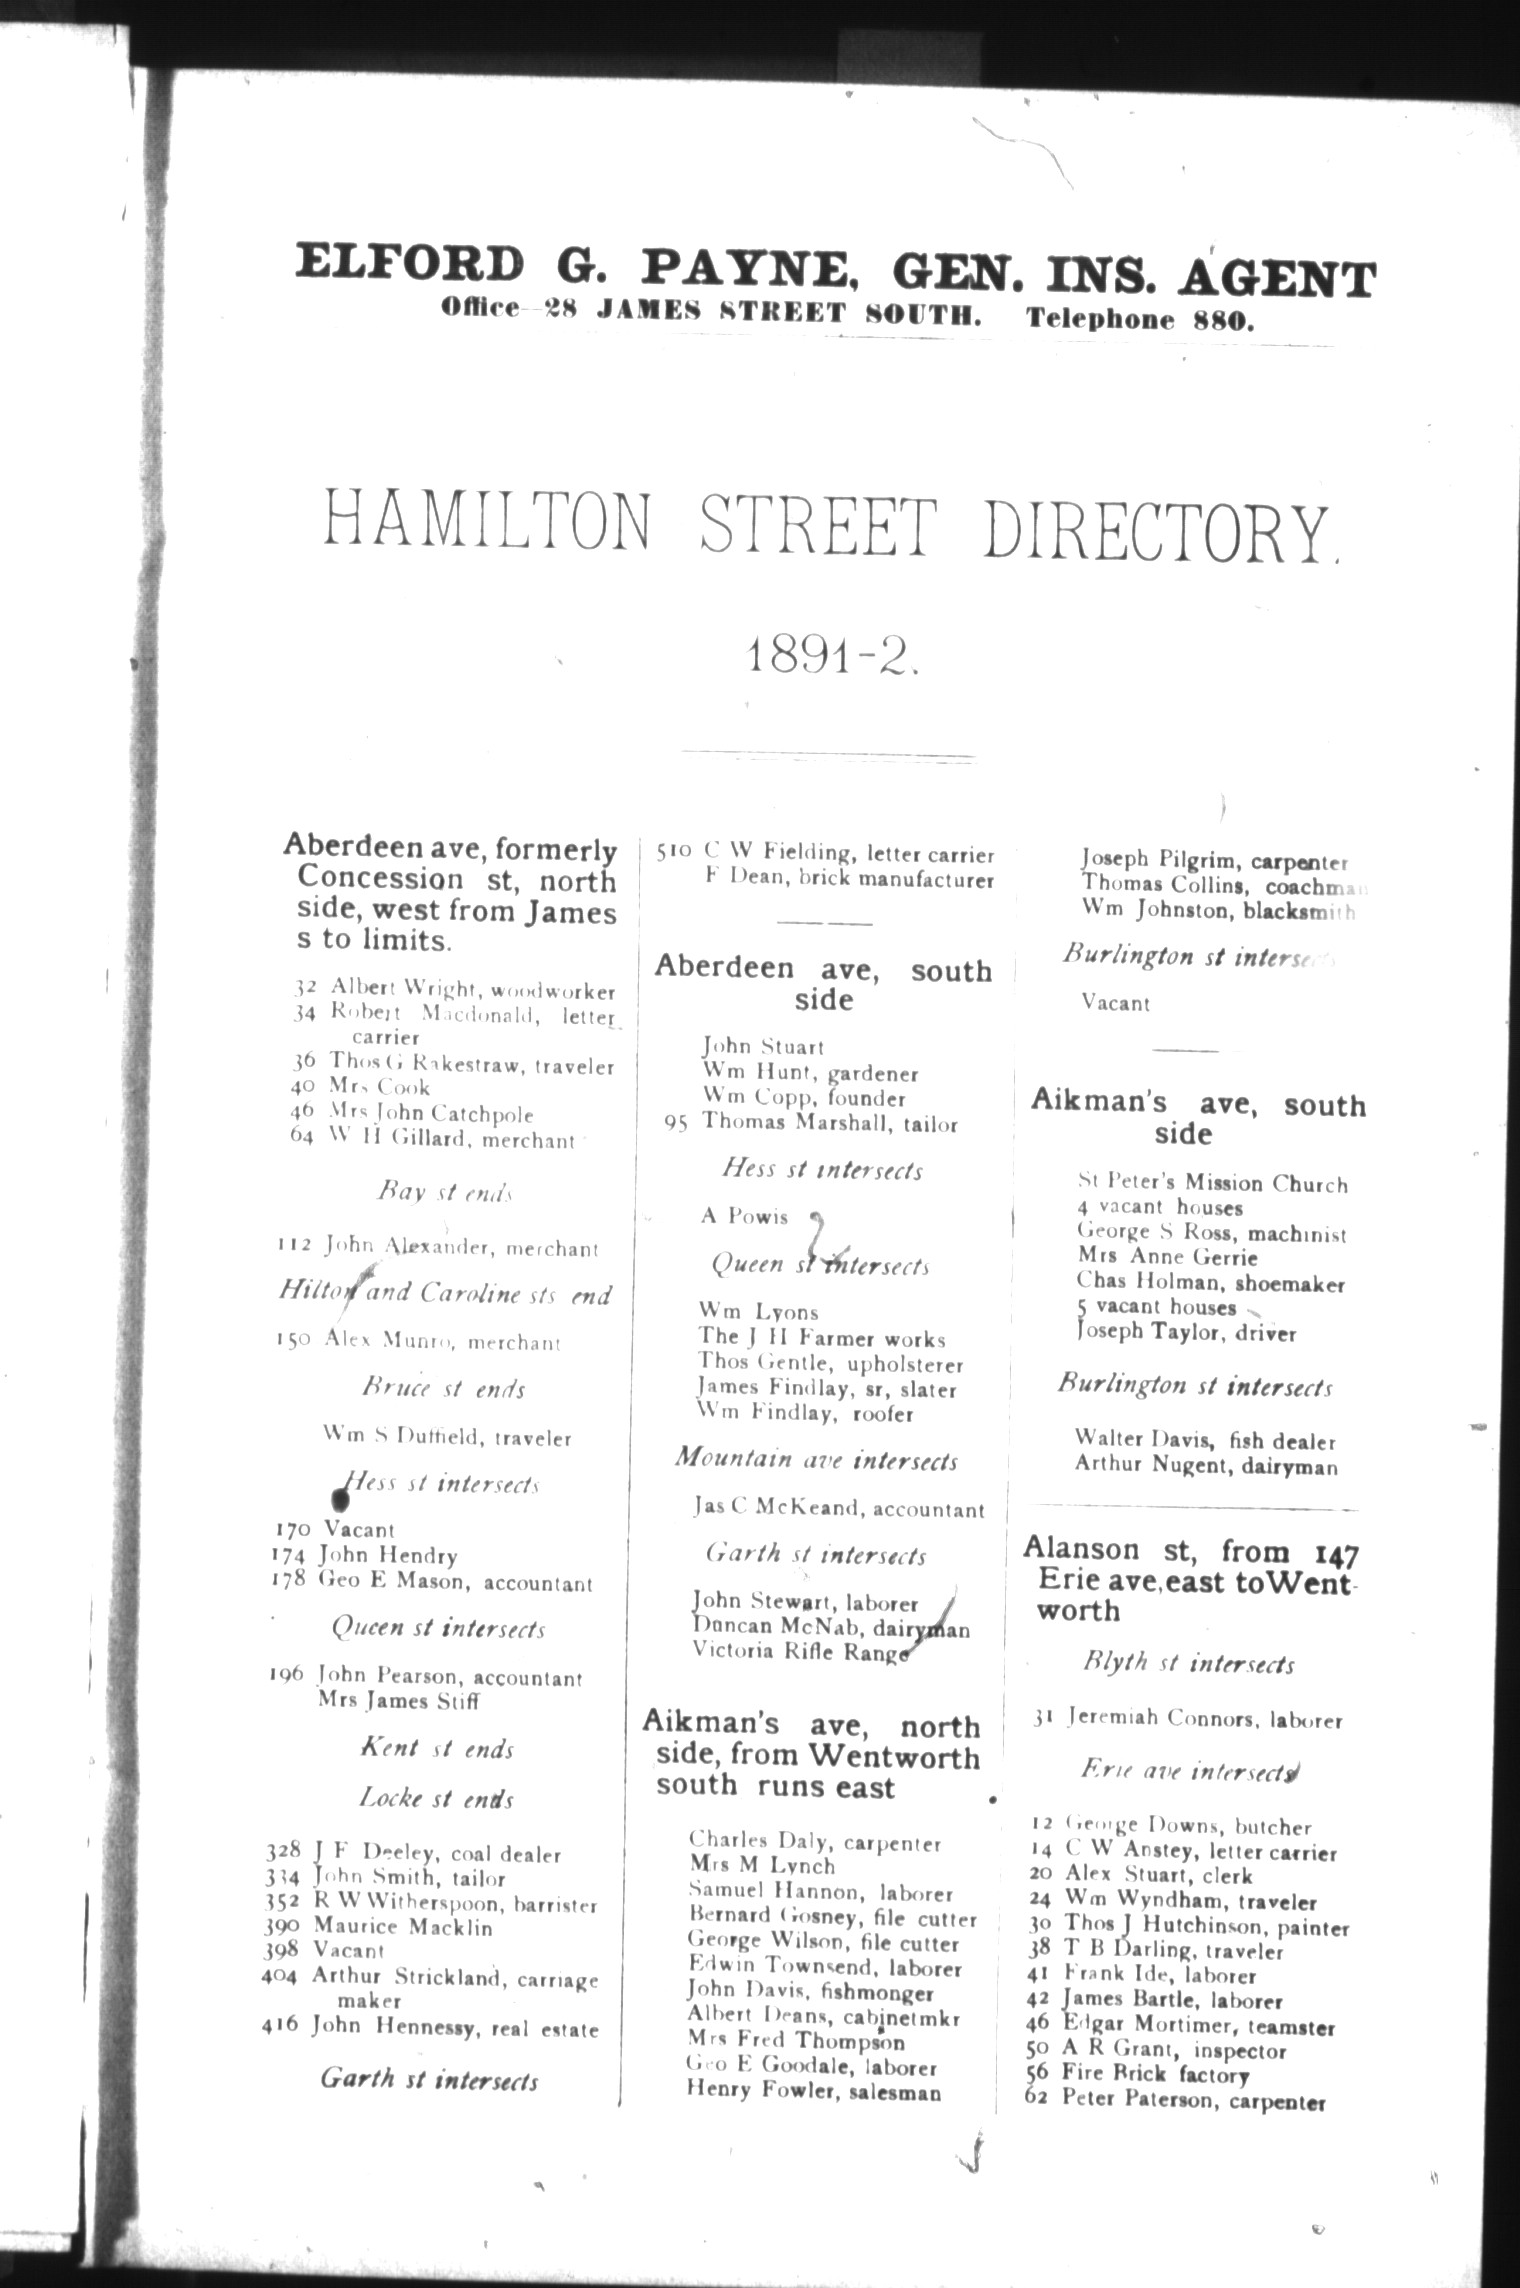 ELFORD G. PAYNE, GEN. INS. AGENT
Office—28 JAMES STREET SOUTH. Telephone 880.
HAMILTON STREET DIRECTORY.
1891-2.
Aberdeen ave, formerly
Concession st, north
side, west from James
s to limits.
32 Albert Wright, woodworker
34 Robert Macdonald, letter
carrier
36 Thos G Rakestraw, traveler
40 Mrs Cook
46 Mrs John Catchpole
64 W H Gillard, merchant
Bay st ends
112 John Alexander, merchant
Hilton and Caroline sts end
150 Alex Munro, merchant
Bruce st ends
Wm S Duffield, traveler
Hess st intersects
170 Vacant
174 John Hendry
178 Geo E Mason, accountant
Queen st intersects
196 John Pearson, accountant
Mrs James Stiff
Kent st ends
Locke st ends
328 J F Deeley, coal dealer
334 John Smith, tailor
352 R W Witherspoon, barrister
390 Maurice Macklin
398 Vacant
404 Arthur Strickland, carriage
maker
416 John Hennessy, real estate
Garth st intersects
510 C W Fielding, letter carrier
F Dean, brick manufacturer
Aberdeen ave, south
side
John Stuart
Wm Hunt, gardener
Wm Copp, founder
95 Thomas Marshall, tailor
Hess st intersects
A Powis
Queen st intersects
Wm Lyons
The J H Farmer works
Thos Gentle, upholsterer
James Findlay, sr, slater
Wm Findlay, roofer
Mountain ave intersects
Jas C McKeand, accountant
Garth st intersects
John Stewart, laborer
Duncan McNab, dairyman
Victoria Rifle Range
Aikman's ave, north
side, from Wentworth
south runs east
Charles Daly, carpenter
Mrs M Lynch
Samuel Hannon, laborer
Bernard Gosney, file cutter
George Wilson, file cutter
Edwin Townsend, laborer
John Davis, fishmonger
Albert Deans, cabinetmkr
Mrs Fred Thompson
Geo E Goodale, laborer
Henry Fowler, salesman
Joseph Pilgrim, carpenter
Thomas Collins, coachman
Wm Johnston, blacksmith
Burlington st intersects
Vacant
Aikman's ave, south
side
St Peter's Mission Church
4 vacant houses
George S Ross, machinist
Mrs Anne Gerrie
Chas Holman, shoemaker
5 vacant houses
Joseph Taylor, driver
Burlington st intersects
Walter Davis, fish dealer
Arthur Nugent, dairyman
Alanson st, from 147
Erie ave, east to Went-
worth
Blyth st intersects
31 Jeremiah Connors, laborer
Erie ave intersects
12 George Downs, butcher
14 C W Anstey, letter carrier
20 Alex Stuart, clerk
24 Wm Wyndham, traveler
30 Thos J Hutchinson, painter
38 T B Darling, traveler
41 Frank Ide, laborer
42 James Bartle, laborer
46 Edgar Mortimer, teamster
50 A R Grant, inspector
56 Fire Brick factory
62 Peter Paterson, carpenter